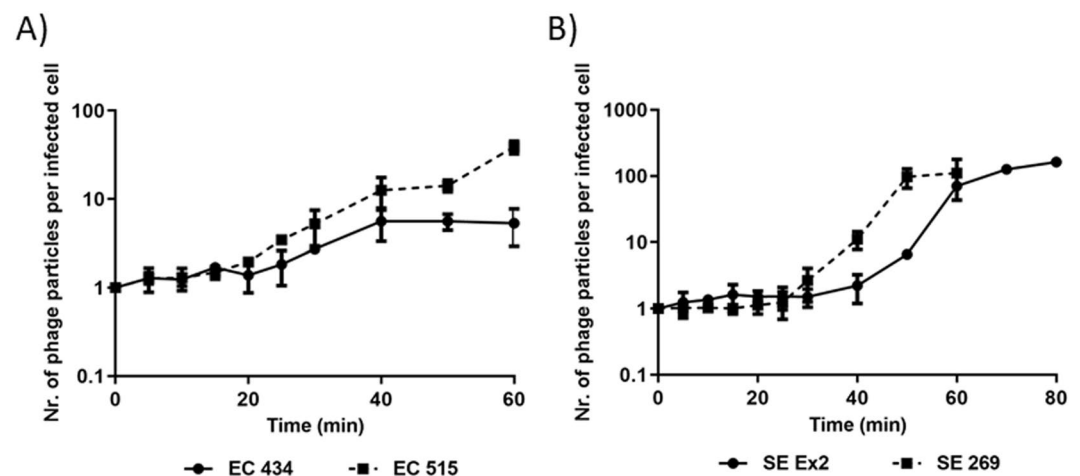 A)
Nr. of phage particles per infected cell
100
10
1
0.1
0 20 40 60
Time (min)
EC 434 EC 515
B)
Nr. of phage particles per infected cell
1000
100
10
1
0.1
0 20 40 60 80
Time (min)
SE Ex2 SE 269